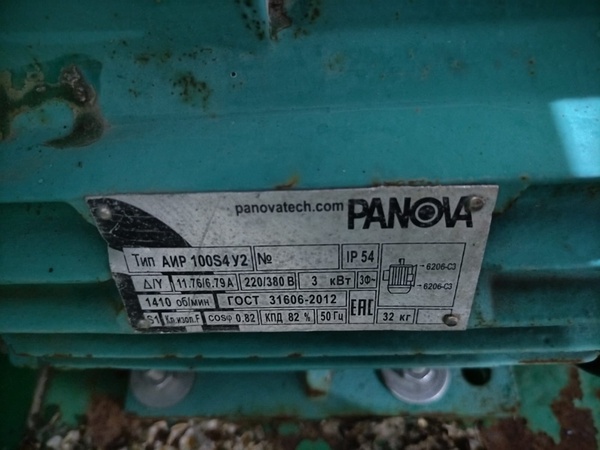 panovatech.com PANOVA
Тип АИР 100S4 У2 № IP 54
Δ/Y 11.76/6.79 А 220/380 В 3 кВт 3Ф~
1410 об/мин ГОСТ 31606-2012 EAC 32 кг
S1 Кл.изол.F cosφ 0.82 КПД 82 % 50 Гц
6206-C3
6206-C3